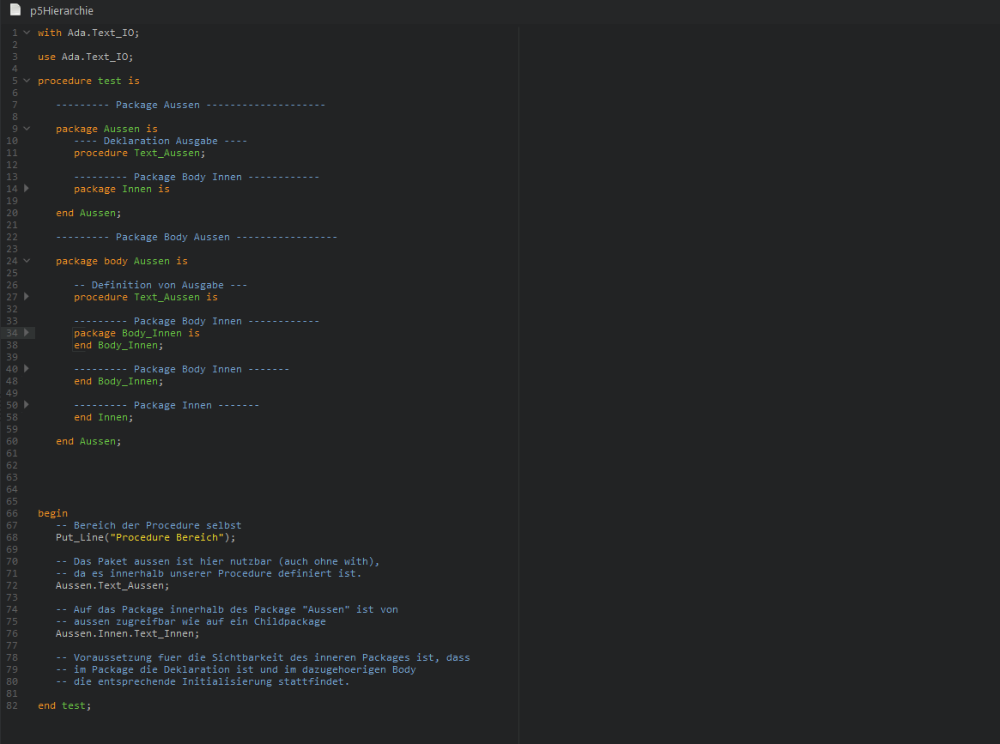 p5Hierarchie
1 with Ada.Text_IO;
2
3 use Ada.Text_IO;
4
5 procedure test is
6
7 --------- Package Aussen --------------------
8
9 package Aussen is
10 ---- Deklaration Ausgabe ----
11 procedure Text_Aussen;
12
13 --------- Package Body Innen ------------
14 package Innen is
19
20 end Aussen;
21
22 --------- Package Body Aussen -----------------
23
24 package body Aussen is
25
26 -- Definition von Ausgabe ---
27 procedure Text_Aussen is
32
33 --------- Package Body Innen ------------
34 package Body_Innen is
38 end Body_Innen;
39
40 --------- Package Body Innen -------
48 end Body_Innen;
49
50 --------- Package Innen -------
58 end Innen;
59
60 end Aussen;
61
62
63
64
65
66 begin
67 -- Bereich der Procedure selbst
68 Put_Line("Procedure Bereich");
69
70 -- Das Paket aussen ist hier nutzbar (auch ohne with),
71 -- da es innerhalb unserer Procedure definiert ist.
72 Aussen.Text_Aussen;
73
74 -- Auf das Package innerhalb des Package "Aussen" ist von
75 -- aussen zugreifbar wie auf ein Childpackage
76 Aussen.Innen.Text_Innen;
77
78 -- Voraussetzung fuer die Sichtbarkeit des inneren Packages ist, dass
79 -- im Package die Deklaration ist und im dazugehoerigen Body
80 -- die entsprechende Initialisierung stattfindet.
81
82 end test;